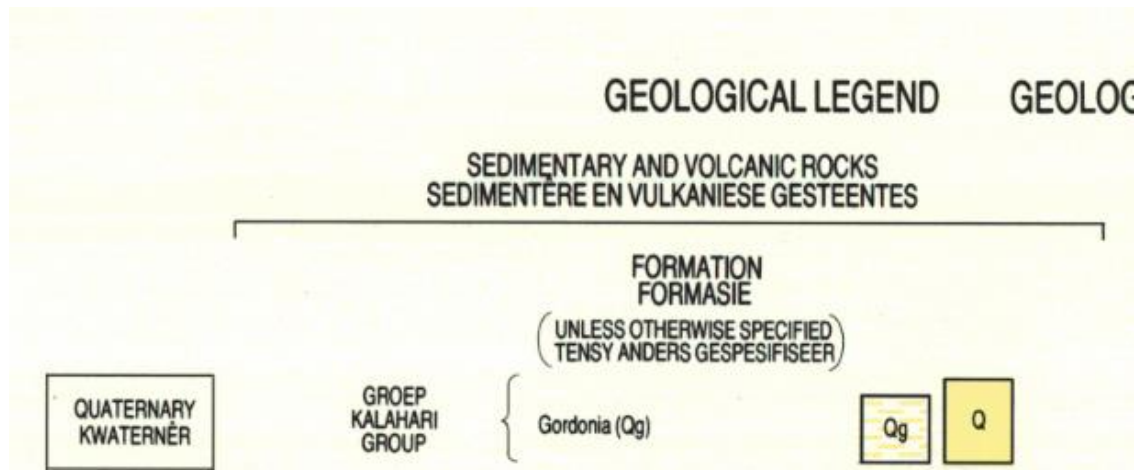 GEOLOGICAL LEGEND GEOLOG
SEDIMENTARY AND VOLCANIC ROCKS
SEDIMENTÊRE EN VULKANIESE GESTEENTES
FORMATION
FORMASIE
(UNLESS OTHERWISE SPECIFIED
TENSY ANDERS GESPESIFISEER)
QUATERNARY
KWATERNÊR
GROEP
KALAHARI
GROUP
Gordonia (Qg)
Qg
Q